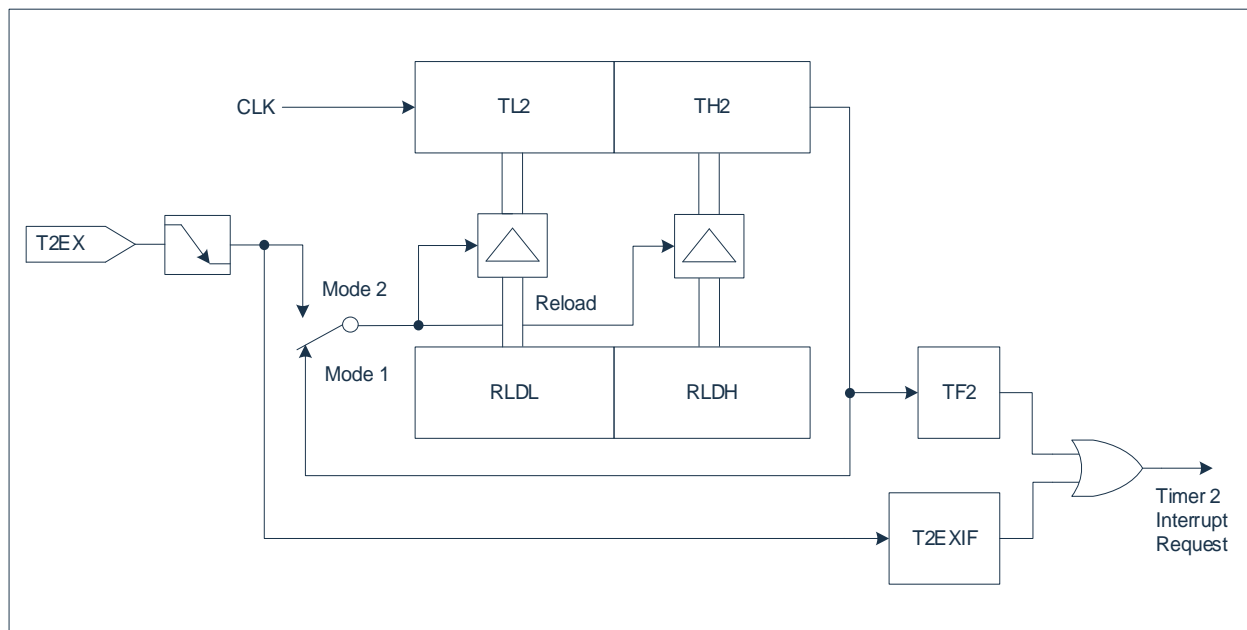 CLK
TL2
TH2
T2EX
Mode 2
Reload
Mode 1
RLDL
RLDH
TF2
T2EXIF
Timer 2
Interrupt
Request